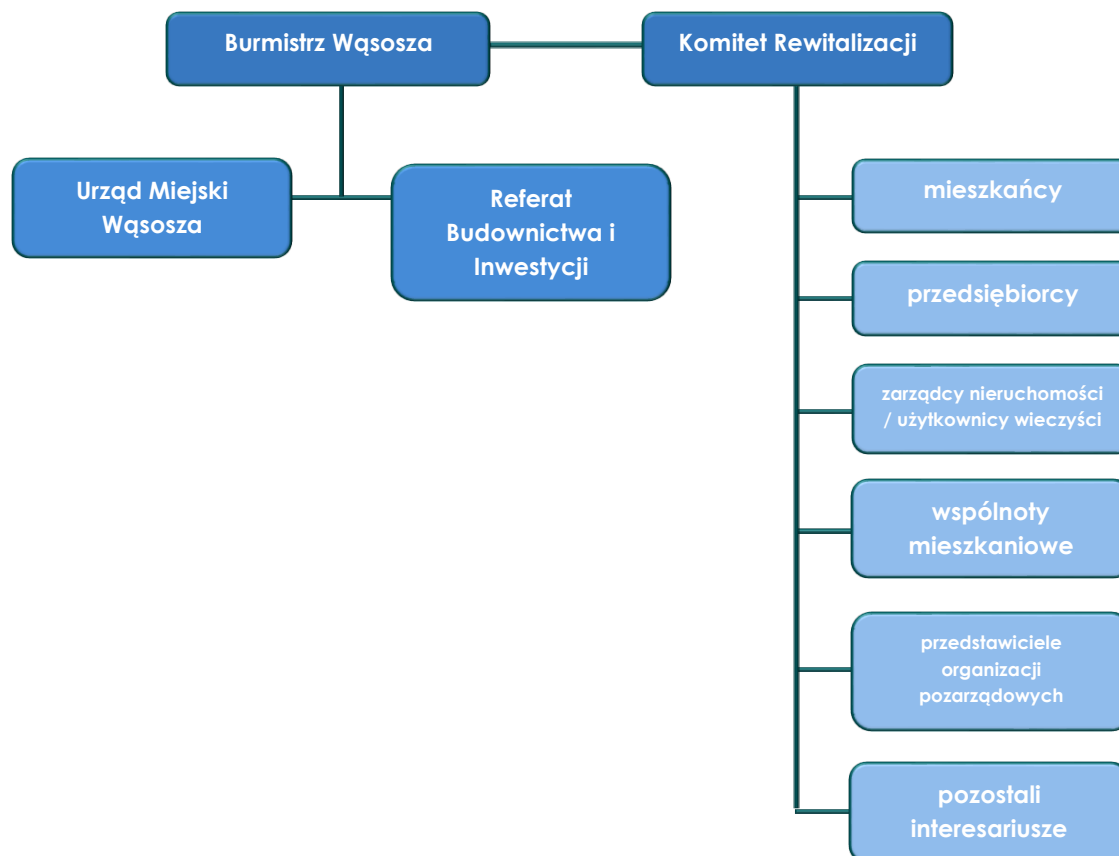 Burmistrz Wąsosza
Komitet Rewitalizacji
Urząd Miejski
Wąsosza
Referat
Budownictwa i
Inwestycji
mieszkańcy
przedsiębiorcy
zarządcy nieruchomości
/ użytkownicy wieczyści
wspólnoty
mieszkaniowe
przedstawiciele
organizacji
pozarządowych
pozostali
interesariusze